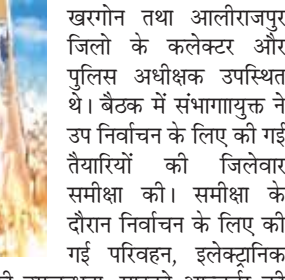 खरगोन तथा आलीराजपुर
जिलो के कलेक्टर और
पुलिस अधीक्षक उपस्थित
थे। बैठक में संभागाायुक्त ने
उप निर्वाचन के लिए की गई
तैयारियों की जिलेवार
समीक्षा की। समीक्षा के
दौरान निर्वाचन के लिए की
गई परिवहन, इलेक्ट्रानिक